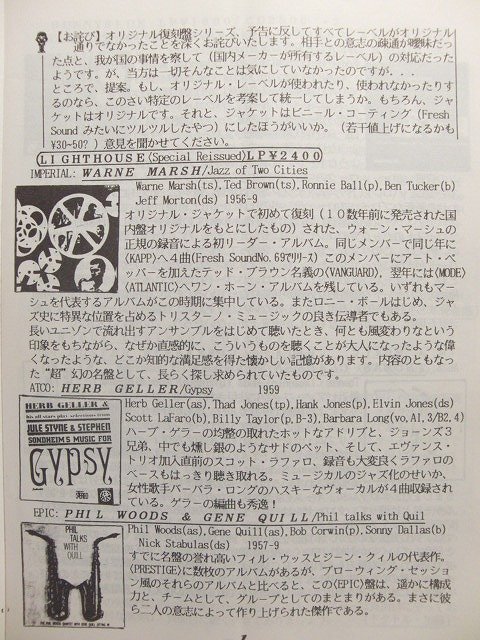 【お詫び】オリジナル復刻盤シリーズ、予告に反してすべてレーベルがオリジナル
通りでなかったことを深くお詫びいたします。相手との意志の疎通が曖昧だっ
た点と、我が国の事情を察して（国内メーカーが所有するレーベル）の対応だった
ようです。が、当方は一切そんなことは気にしていなかったのですが．．．
ところで、提案。もし、オリジナル・レーベルが使われたり、使われなかったりす
るのなら、このさい特定のレーベルを考案して統一してしまうか。もちろん、ジャ
ケットはオリジナルです。それと、ジャケットはビニール・コーティング (Fresh
Sound みたいにツルツルしたやつ) にしたほうがいいか。（若干値上げになるかも
¥30~50?）意見を聞かせてください。
LIGHTHOUSE(Special Reissued)LP¥2400
IMPERIAL: WARNE MARSH/Jazz of Two Cities
Warne Marsh(ts),Ted Brown(ts),Ronnie Ball(p),Ben Tucker(b)
Jeff Morton(ds) 1956-9
オリジナル・ジャケットで初めて復刻（１０数年前に発売された国
内盤オリジナルをもとにしたもの）された、ウォーン・マーシュの
正規の録音による初リーダー・アルバム。同じメンバーで同じ年に
(KAPP)へ４曲(Fresh SoundNo.69でリリース) このメンバーにアート・ペ
ッパーを加えたテッド・ブラウン名義の(VANGUARD)、翌年には(MODE)
(ATLANTIC)へワン・ホーン・アルバムを残している。いずれもマー
シュを代表するアルバムがこの時期に集中している。またロニー・ボールはじめ、ジャ
ズ史に特異な位置を占めるトリスターノ・ミュージックの良き伝導者でもある。
長いユニゾンで流れ出すアンサンブルをはじめて聴いたとき、何とも風変わりなという
印象をもちながら、なぜか直感的に、こういうものを聴くことが大人になったような偉
くなったような、どこか知的な満足感を得た懐かしい記憶があります。内容のともなっ
た“超”幻の名盤として、長らく探し求められていたものです。
ATCO: HERB GELLER/Gypsy 1959
HERB GELLER &
his all stars play selections from
JULE STYNE & STEPHEN
SONDHEIM'S MUSIC FOR
GYPSY
Herb Geller(as),Thad Jones(tp),Hank Jones(p),Elvin Jones(ds)
Scott LaFaro(b),Billy Taylor(p,B-3),Barbara Long(vo,A1,3/B2,4)
ハーブ・ゲラーの均整の取れたホットなアドリブと、ジョーンズ３
兄弟、中でも燻し銀のようなサドのペット、そして、エヴァンス・
トリオ加入直前のスコット・ラファロ、録音も大変良くラファロの
ベースもはっきり聴き取れる。ミュージカルのジャズ化のせいか、
女性歌手バーバラ・ロングのハスキーなヴォーカルが４曲収録され
ている。ゲラーの編曲も秀逸！
EPIC: PHIL WOODS & GENE QUILL/Phil talks with Quil
PHIL
TALKS
WITH
QUILL
Phil Woods(as),Gene Quill(as),Bob Corwin(p),Sonny Dallas(b)
Nick Stabulas(ds) 1957-9
すでに名盤の誉れ高いフィル・ウッズとジーン・クイルの代表作。
(PRESTIGE)に数枚のアルバムがあるが、ブローウィング・セッショ
ン風のそれらのアルバムと比べると、この(EPIC)盤は、遥かに構成
力と、チームとして、グループとしてのまとまりがある。まさに彼
ら二人の意志によって作り上げられた傑作である。